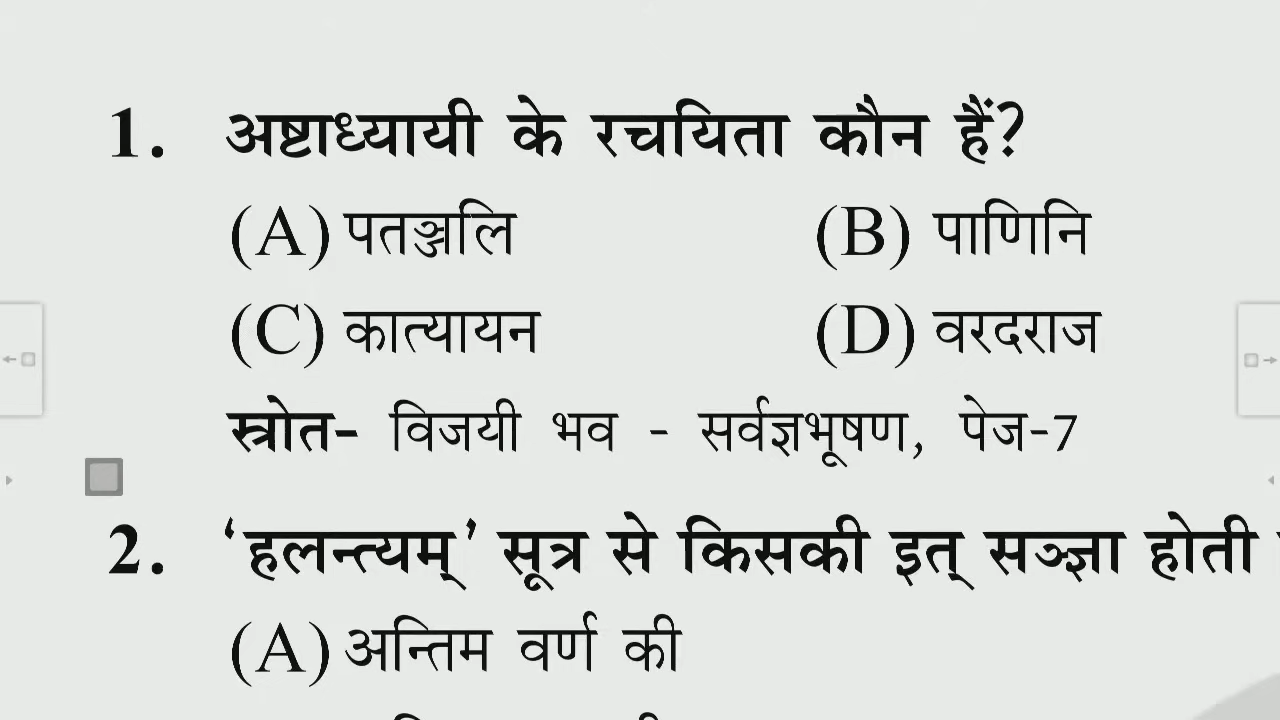 1. अष्टाध्यायी के रचयिता कौन हैं?
(A) पतञ्जलि (B) पाणिनि
(C) कात्यायन (D) वरदराज
स्त्रोत- विजयी भव - सर्वज्ञभूषण, पेज-7
2. ‘हलन्त्यम्’ सूत्र से किसकी इत् सञ्ज्ञा होती
(A) अन्तिम वर्ण की